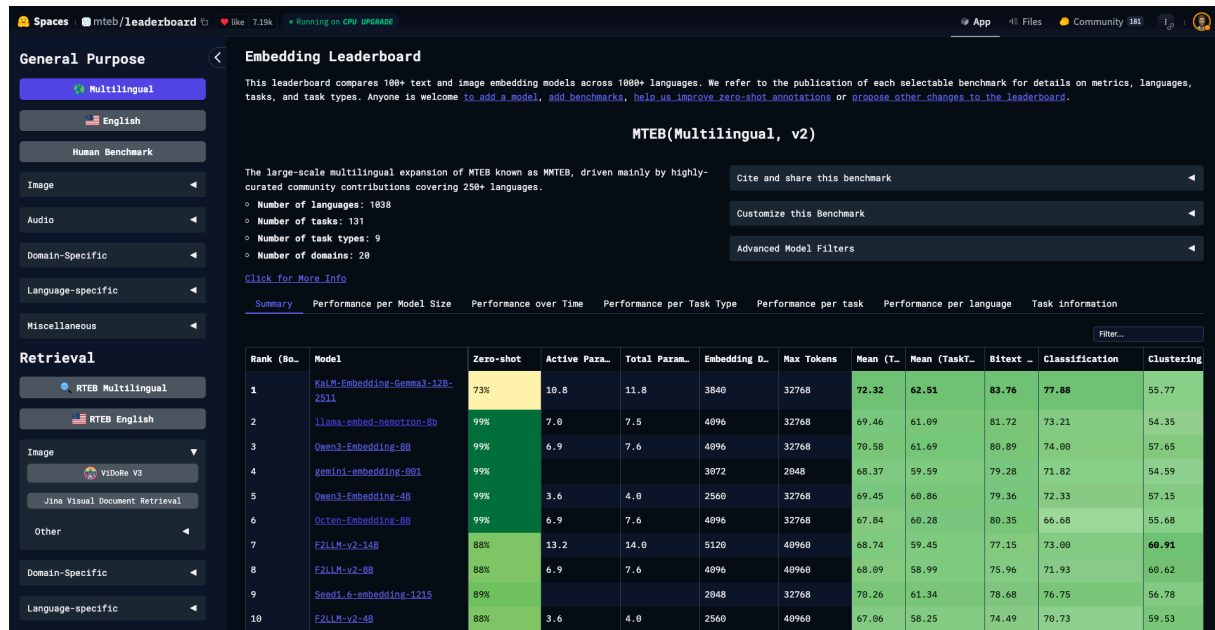 Spaces mteb/leaderboard like 7.19k Running on CPU UPGRADE App Files Community 181
General Purpose
Multilingual
English
Human Benchmark
Image
Audio
Domain-Specific
Language-specific
Miscellaneous
Retrieval
RTEB Multilingual
RTEB English
Image
ViDoRe V3
Jina Visual Document Retrieval
Other
Domain-Specific
Language-specific
Embedding Leaderboard
This leaderboard compares 100+ text and image embedding models across 1000+ languages. We refer to the publication of each selectable benchmark for details on metrics, languages,
tasks, and task types. Anyone is welcome to add a model, add benchmarks, help us improve zero-shot annotations or propose other changes to the leaderboard.
MTEB(Multilingual, v2)
The large-scale multilingual expansion of MTEB known as MMTEB, driven mainly by highly-
curated community contributions covering 250+ languages.
Number of languages: 1038
Number of tasks: 131
Number of task types: 9
Number of domains: 20
Click for More Info
Cite and share this benchmark
Customize this Benchmark
Advanced Model Filters
Summary Performance per Model Size Performance over Time Performance per Task Type Performance per task Performance per language Task information
Filter...
Rank (Bo… Model Zero-shot Active Para… Total Param… Embedding D… Max Tokens Mean (T… Mean (TaskT… Bitext … Classification Clustering
1 KaLM-Embedding-Gemma3-12B- 73% 10.8 11.8 3840 32768 72.32 62.51 83.76 77.88 55.77
2511
2 llama-embed-nemotron-8b 99% 7.0 7.5 4096 32768 69.46 61.09 81.72 73.21 54.35
3 Qwen3-Embedding-8B 99% 6.9 7.6 4096 32768 70.58 61.69 80.89 74.00 57.65
4 gemini-embedding-001 99% 3072 2048 68.37 59.59 79.28 71.82 54.59
5 Qwen3-Embedding-4B 99% 3.6 4.0 2560 32768 69.45 60.86 79.36 72.33 57.15
6 Octen-Embedding-8B 99% 6.9 7.6 4096 32768 67.84 60.28 80.35 66.68 55.68
7 F2LLM-v2-14B 88% 13.2 14.0 5120 40960 68.74 59.45 77.15 73.00 60.91
8 F2LLM-v2-8B 88% 6.9 7.6 4096 40960 68.09 58.99 75.96 71.93 60.62
9 Seed1.6-embedding-1215 89% 2048 32768 70.26 61.34 78.68 76.75 56.78
10 F2LLM-v2-4B 88% 3.6 4.0 2560 40960 67.06 58.25 74.49 70.73 59.53